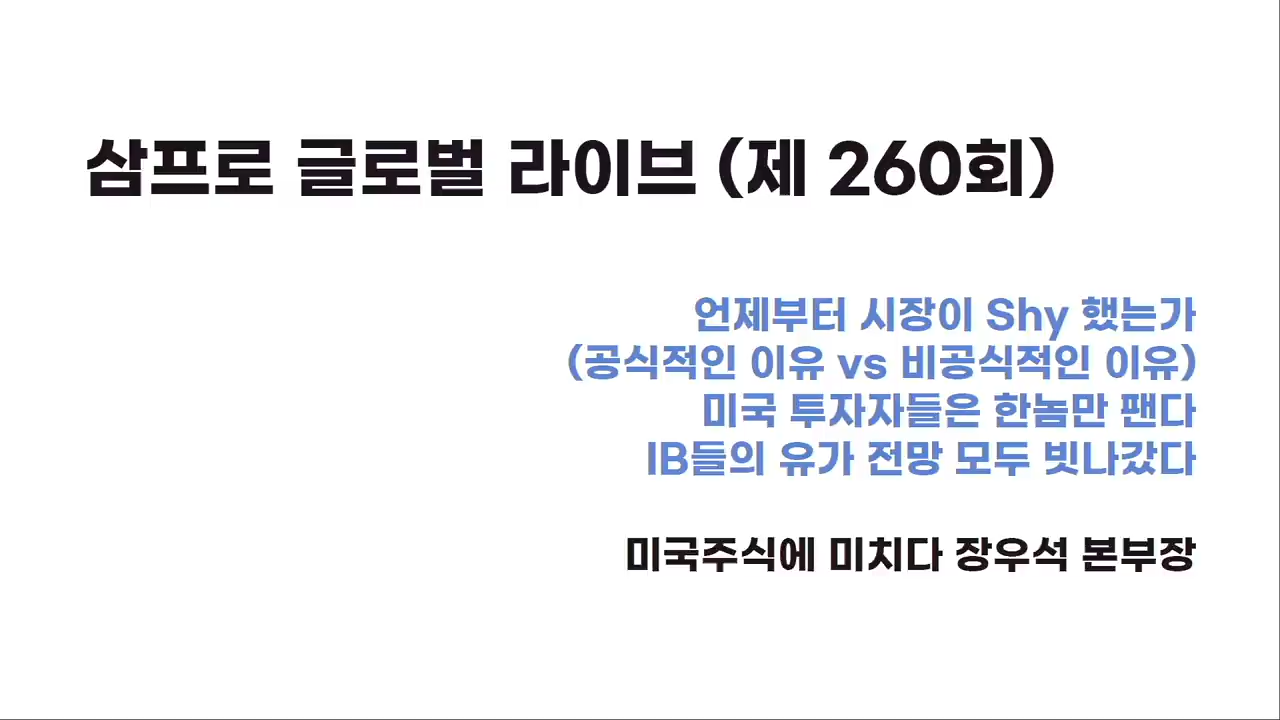 삼프로 글로벌 라이브 (제 260회)
언제부터 시장이 Shy 했는가
(공식적인 이유 vs 비공식적인 이유)
미국 투자자들은 한놈만 팬다
IB들의 유가 전망 모두 빗나갔다
미국주식에 미치다 장우석 본부장